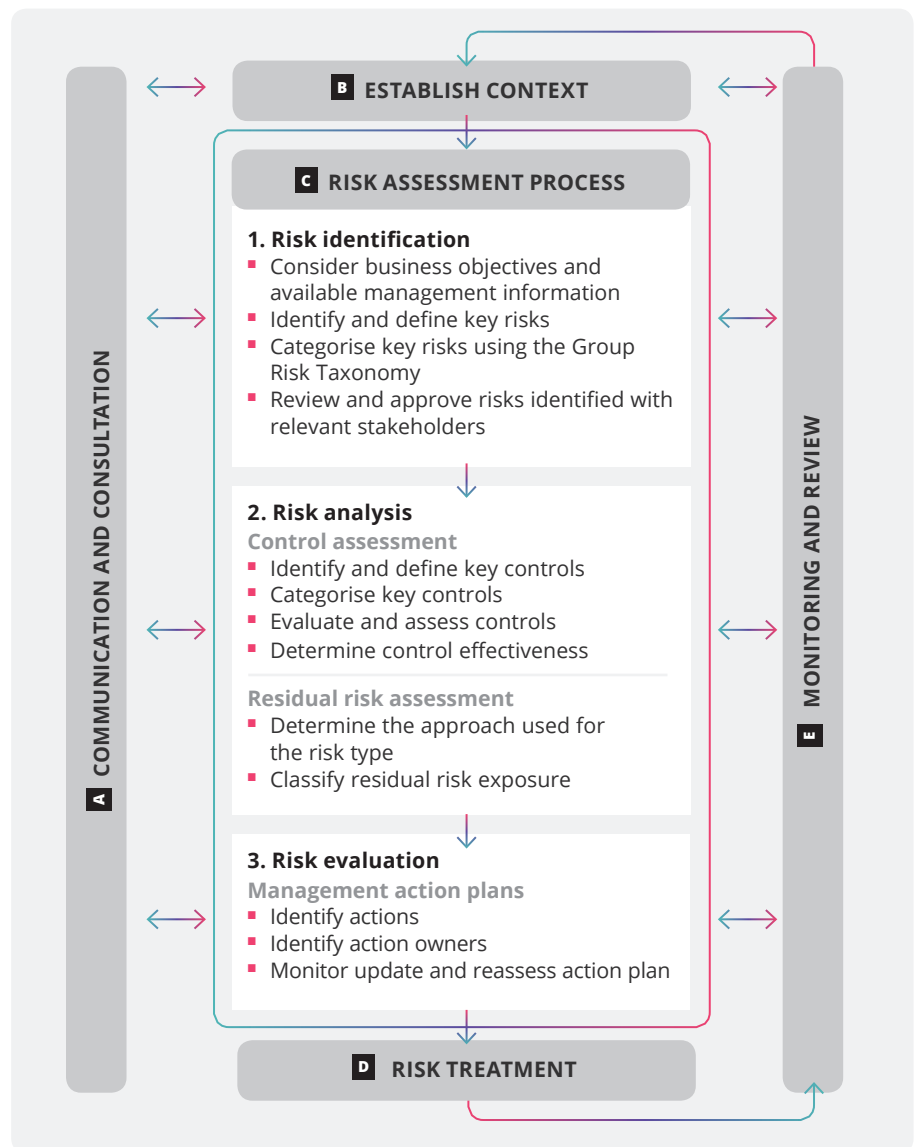 B ESTABLISH CONTEXT
C RISK ASSESSMENT PROCESS
1. Risk identification
Consider business objectives and
available management information
Identify and define key risks
Categorise key risks using the Group
Risk Taxonomy
Review and approve risks identified with
relevant stakeholders
2. Risk analysis
Control assessment
Identify and define key controls
Categorise key controls
Evaluate and assess controls
Determine control effectiveness
Residual risk assessment
Determine the approach used for
the risk type
Classify residual risk exposure
3. Risk evaluation
Management action plans
Identify actions
Identify action owners
Monitor update and reassess action plan
D RISK TREATMENT
A COMMUNICATION AND CONSULTATION
E MONITORING AND REVIEW